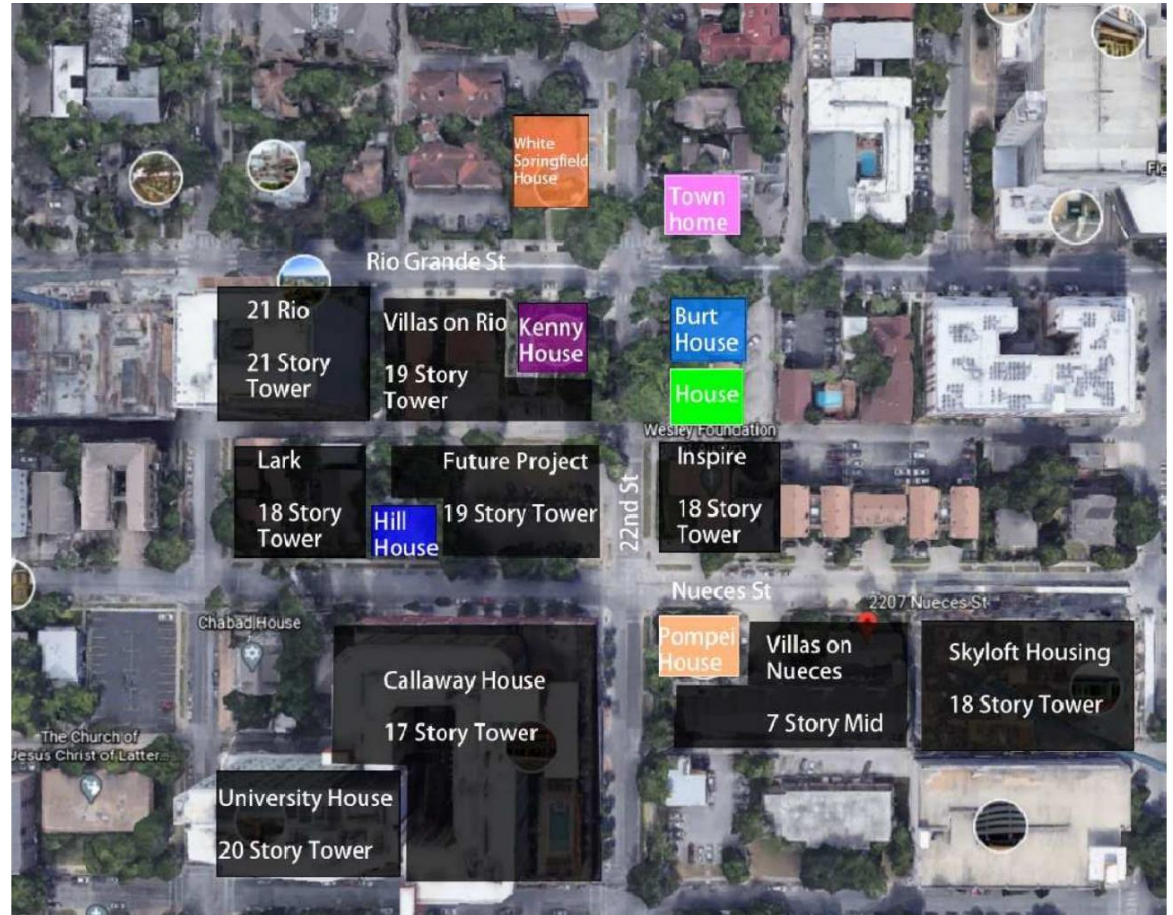 White
Springfield
House
Town
home
Rio Grande St
21 Rio
21 Story
Tower
Villas on Rio
19 Story
Tower
Kenny
House
Burt
House
House
Wesley Foundation
Lark
18 Story
Tower
Future Project
19 Story Tower
Hill
House
22nd St
Inspire
18 Story
Tower
Nueces St
2207 Nueces St
Chabad House
Pompei
House
Villas on
Nueces
7 Story Mid
Skyloft Housing
18 Story Tower
Callaway House
17 Story Tower
The Church of
Jesus Christ of Latter...
University House
20 Story Tower